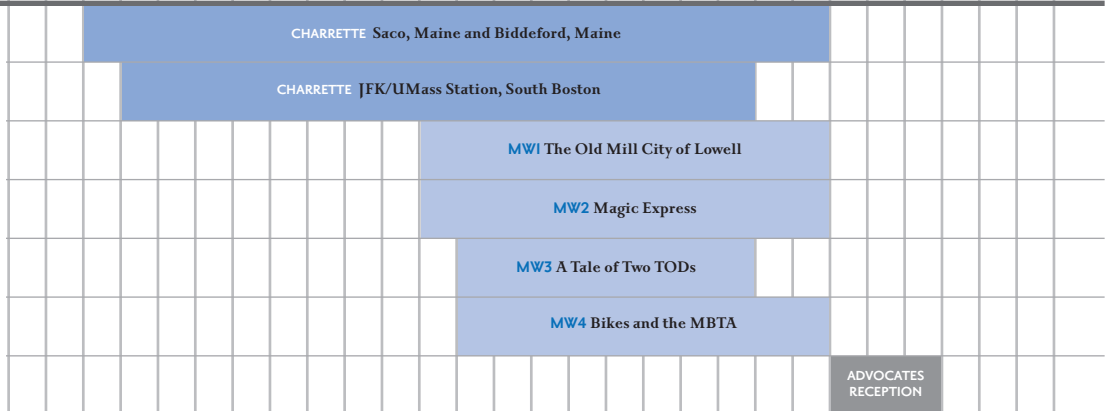 CHARRETTE Saco, Maine and Biddeford, Maine
CHARRETTE JFK/UMass Station, South Boston
MW1 The Old Mill City of Lowell
MW2 Magic Express
MW3 A Tale of Two TODs
MW4 Bikes and the MBTA
ADVOCATES
RECEPTION